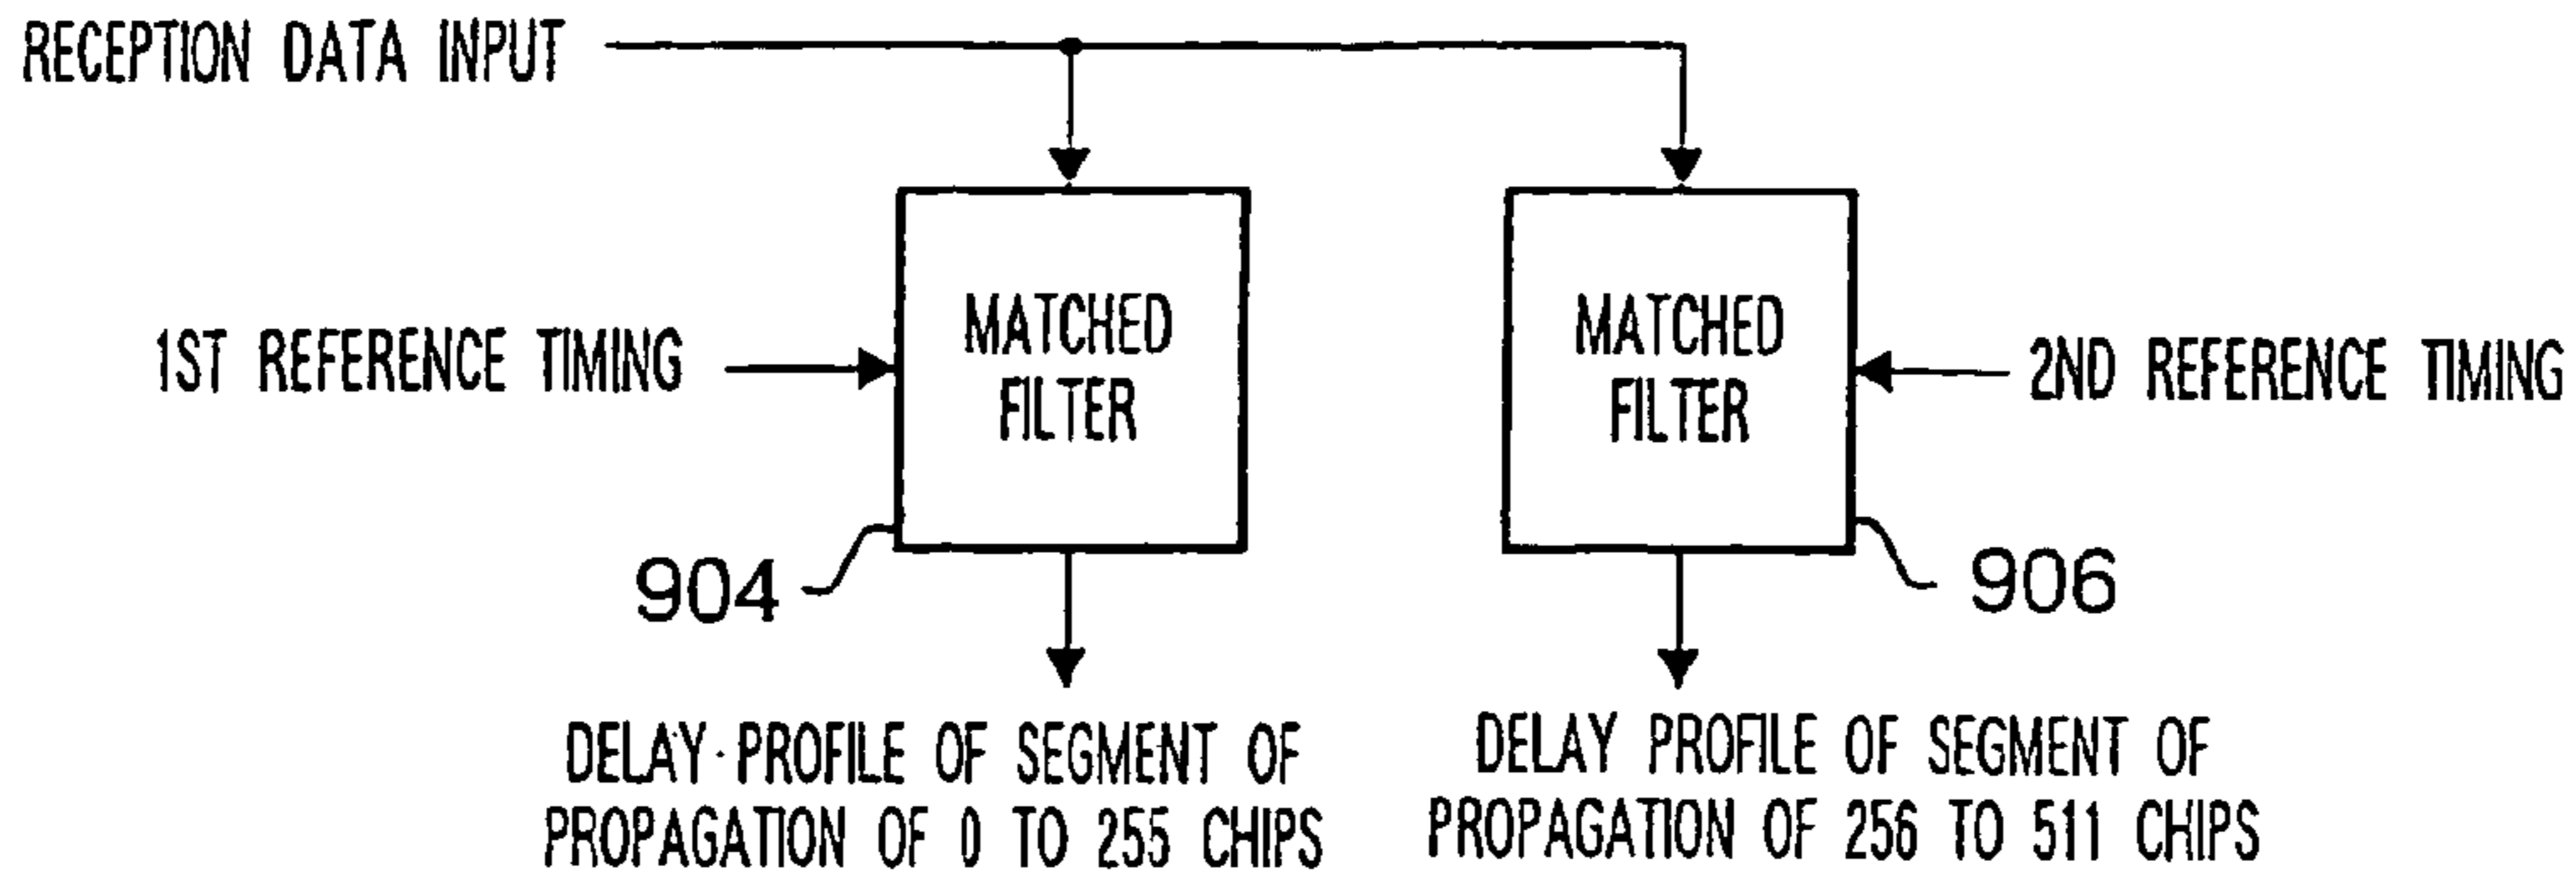 RECEPTION DATA INPUT
1ST REFERENCE TIMING
MATCHED
FILTER
MATCHED
FILTER
2ND REFERENCE TIMING
904
906
DELAY PROFILE OF SEGMENT OF
PROPAGATION OF 0 TO 255 CHIPS
DELAY PROFILE OF SEGMENT OF
PROPAGATION OF 256 TO 511 CHIPS